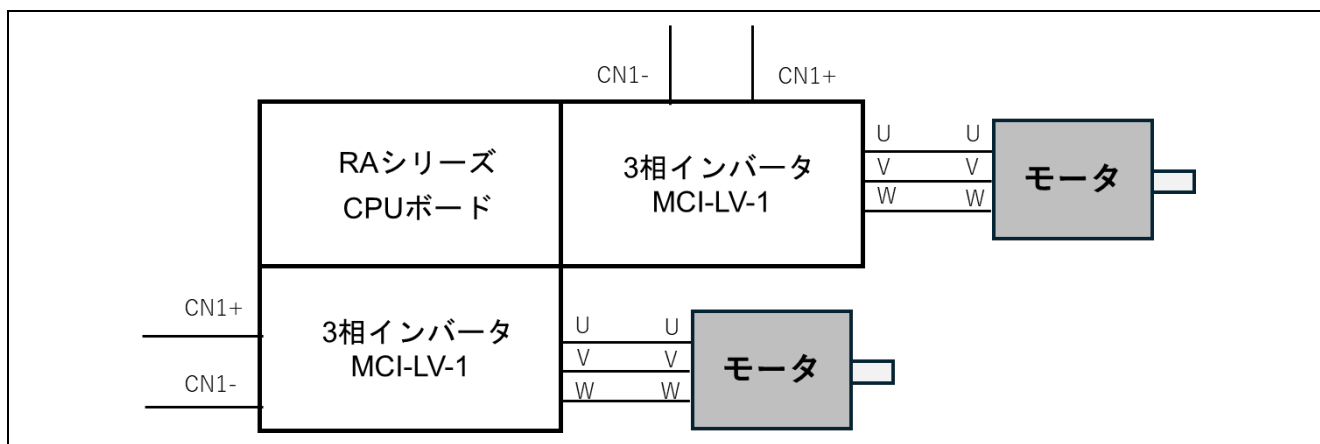 CN1-
CN1+
RAシリーズ
CPUボード
3相インバータ
MCI-LV-1
U
V
W
U
V
W
モータ
CN1+
CN1-
3相インバータ
MCI-LV-1
U
V
W
U
V
W
モータ